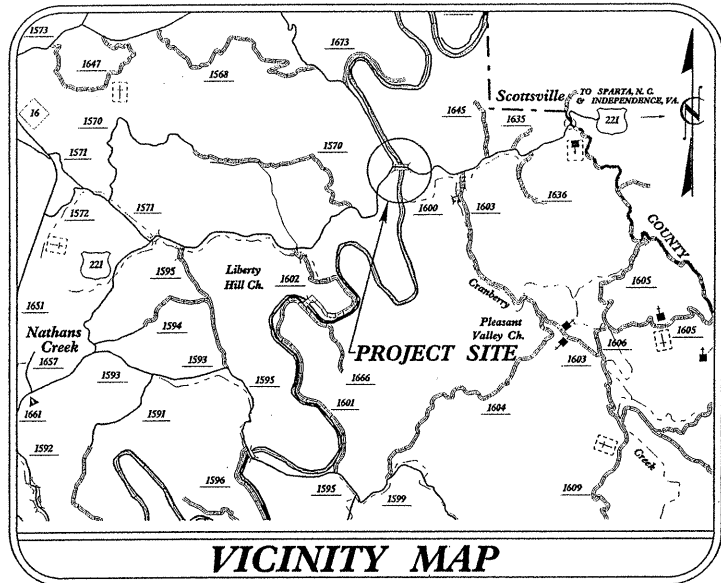 1573
1647
1568
1673
Scottsville
TO SPARTA, N. C.
& INDEPENDENCE, VA.
221
1645
1635
16
1570
1570
1571
1572
1571
1600
1603
1636
COUNTY
221
1595
Liberty
Hill Ch.
1602
Cranberry
1605
1651
Nathans
Creek
1594
PROJECT SITE
Pleasant
Valley Ch.
1606
1605
1657
1593
1593
1595
1666
1603
1661
1591
1601
1604
1592
1596
1595
1599
Creek
1609
VICINITY MAP